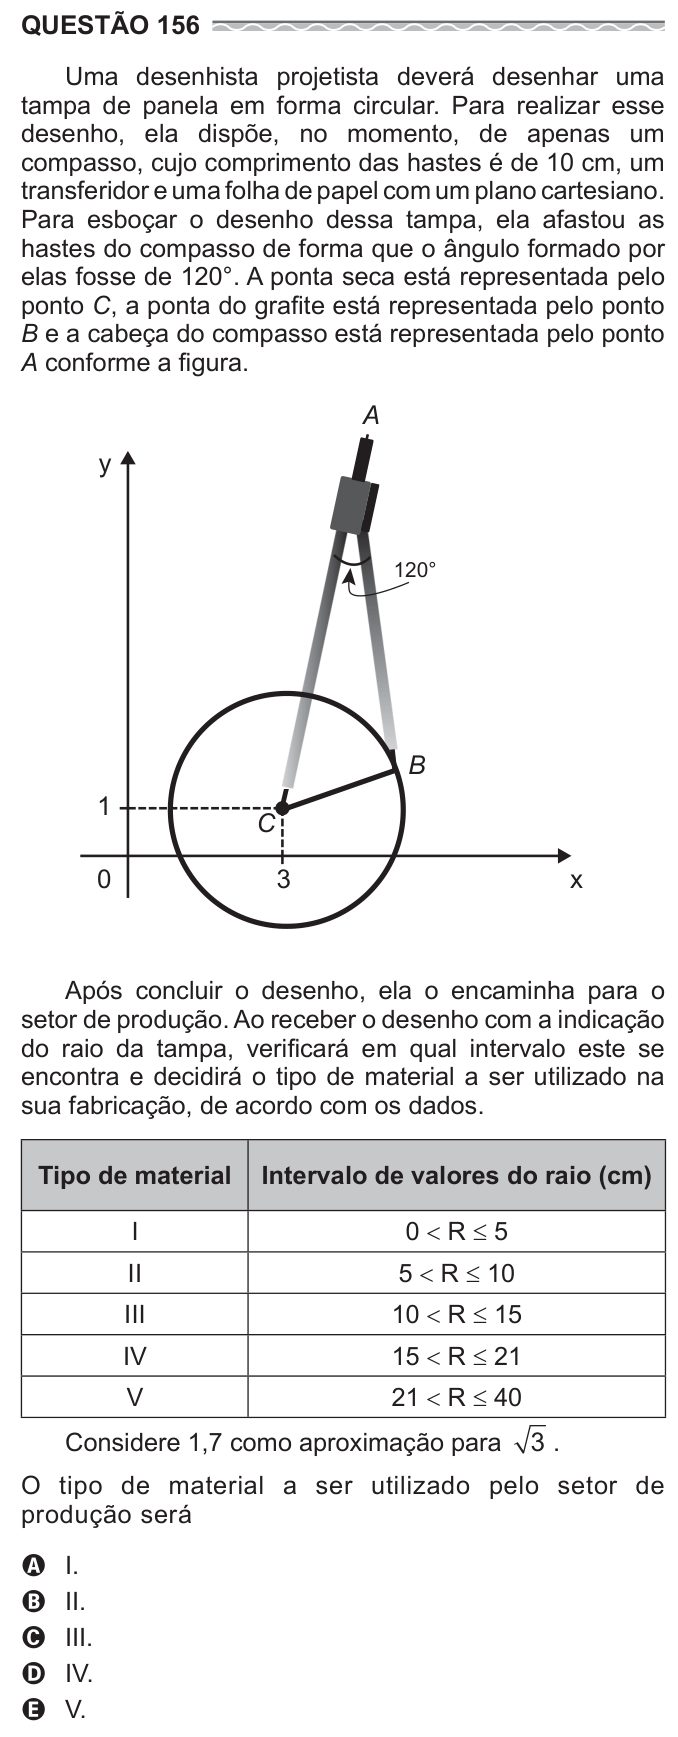 QUESTÃO 156
Uma desenhista projetista deverá desenhar uma
tampa de panela em forma circular. Para realizar esse
desenho, ela dispõe, no momento, de apenas um
compasso, cujo comprimento das hastes é de 10 cm, um
transferidor e uma folha de papel com um plano cartesiano.
Para esboçar o desenho dessa tampa, ela afastou as
hastes do compasso de forma que o ângulo formado por
elas fosse de 120°. A ponta seca está representada pelo
ponto C, a ponta do grafite está representada pelo ponto
B e a cabeça do compasso está representada pelo ponto
A conforme a figura.
A
y
120°
B
1
C
0
3
x
Após concluir o desenho, ela o encaminha para o
setor de produção. Ao receber o desenho com a indicação
do raio da tampa, verificará em qual intervalo este se
encontra e decidirá o tipo de material a ser utilizado na
sua fabricação, de acordo com os dados.
Tipo de material Intervalo de valores do raio (cm)
I 0 < R ≤ 5
II 5 < R ≤ 10
III 10 < R ≤ 15
IV 15 < R ≤ 21
V 21 < R ≤ 40
Considere 1,7 como aproximação para √3 .
O tipo de material a ser utilizado pelo setor de
produção será
A I.
B II.
C III.
D IV.
E V.